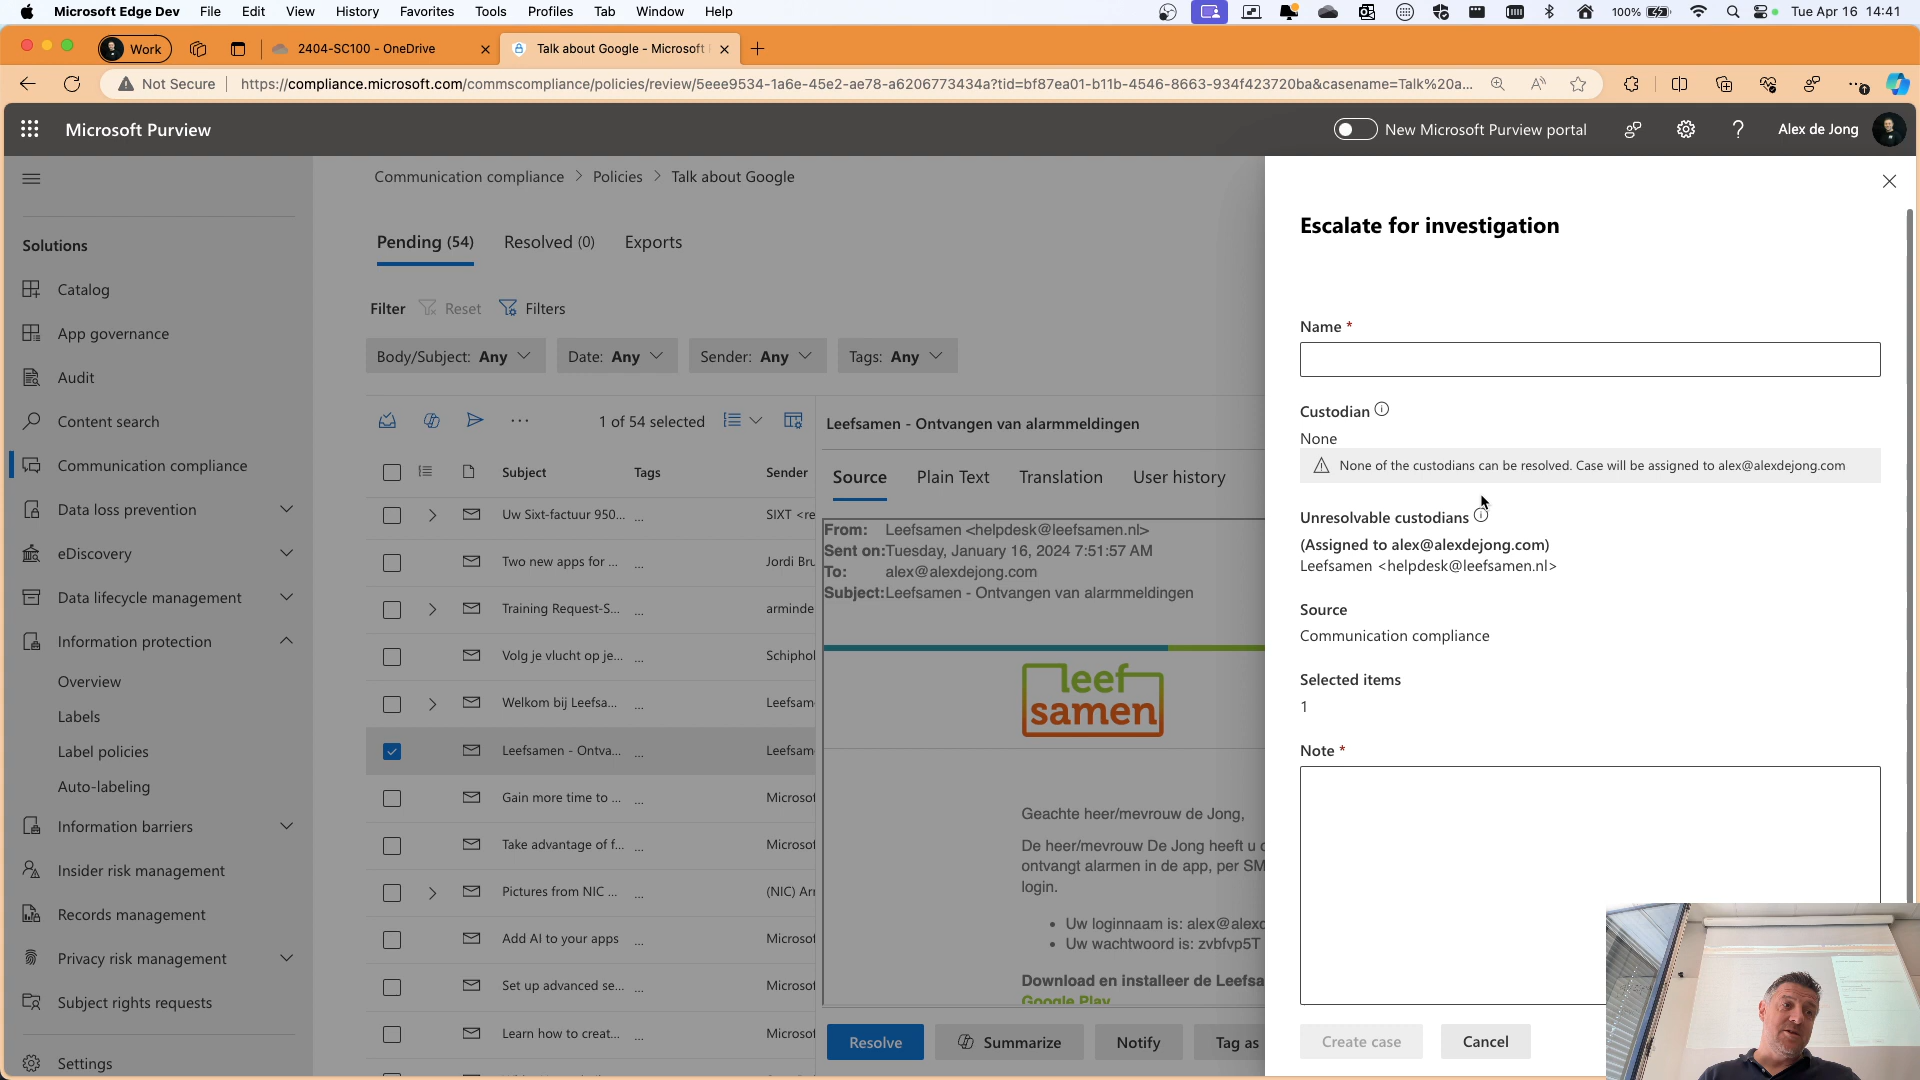 Microsoft Edge Dev File Edit View History Favorites Tools Profiles Tab Window Help
100% Tue Apr 16 14:41
Work
2404-SC100 - OneDrive
Talk about Google - Microsoft
Not Secure
https://compliance.microsoft.com/commscompliance/policies/review/5eee9534-1a6e-45e2-ae78-a6206773434a?tid=bf87ea01-b11b-4546-8663-934f423720ba&casename=Talk%20a...
Microsoft Purview
New Microsoft Purview portal
Alex de Jong
Solutions
Catalog
App governance
Audit
Content search
Communication compliance
Data loss prevention
eDiscovery
Data lifecycle management
Information protection
Overview
Labels
Label policies
Auto-labeling
Information barriers
Insider risk management
Records management
Privacy risk management
Subject rights requests
Settings
Communication compliance > Policies > Talk about Google
Pending (54) Resolved (0) Exports
Filter Reset Filters
Body/Subject: Any Date: Any Sender: Any Tags: Any
... 1 of 54 selected
Subject Tags Sender
Uw Sixt-factuur 950... ... SIXT <re
Two new apps for ... ... Jordi Bru
Training Request-S... ... arminde
Volg je vlucht op je... ... Schiphol
Welkom bij Leefsa... ... Leefsam
Leefsamen - Ontva... ... Leefsam
Gain more time to ... ... Microsof
Take advantage of f... ... Microsof
Pictures from NIC ... ... (NIC) Arr
Add AI to your apps ... Microsof
Set up advanced se... ... Microsof
Learn how to creat... ... Microsof
Leefsamen - Ontvangen van alarmmeldingen
Source Plain Text Translation User history
From: Leefsamen <helpdesk@leefsamen.nl>
Sent on:Tuesday, January 16, 2024 7:51:57 AM
To: alex@alexdejong.com
Subject:Leefsamen - Ontvangen van alarmmeldingen
leef
samen
Geachte heer/mevrouw de Jong,
De heer/mevrouw De Jong heeft u
ontvangt alarmen in de app, per SM
login.
• Uw loginnaam is: alex@alexd
• Uw wachtwoord is: zvbfvp5T
Download en installeer de Leefsa
Google Play
Resolve Summarize Notify Tag as
Escalate for investigation
Name *
Custodian
None
None of the custodians can be resolved. Case will be assigned to alex@alexdejong.com
Unresolvable custodians
(Assigned to alex@alexdejong.com)
Leefsamen <helpdesk@leefsamen.nl>
Source
Communication compliance
Selected items
1
Note *
Create case Cancel